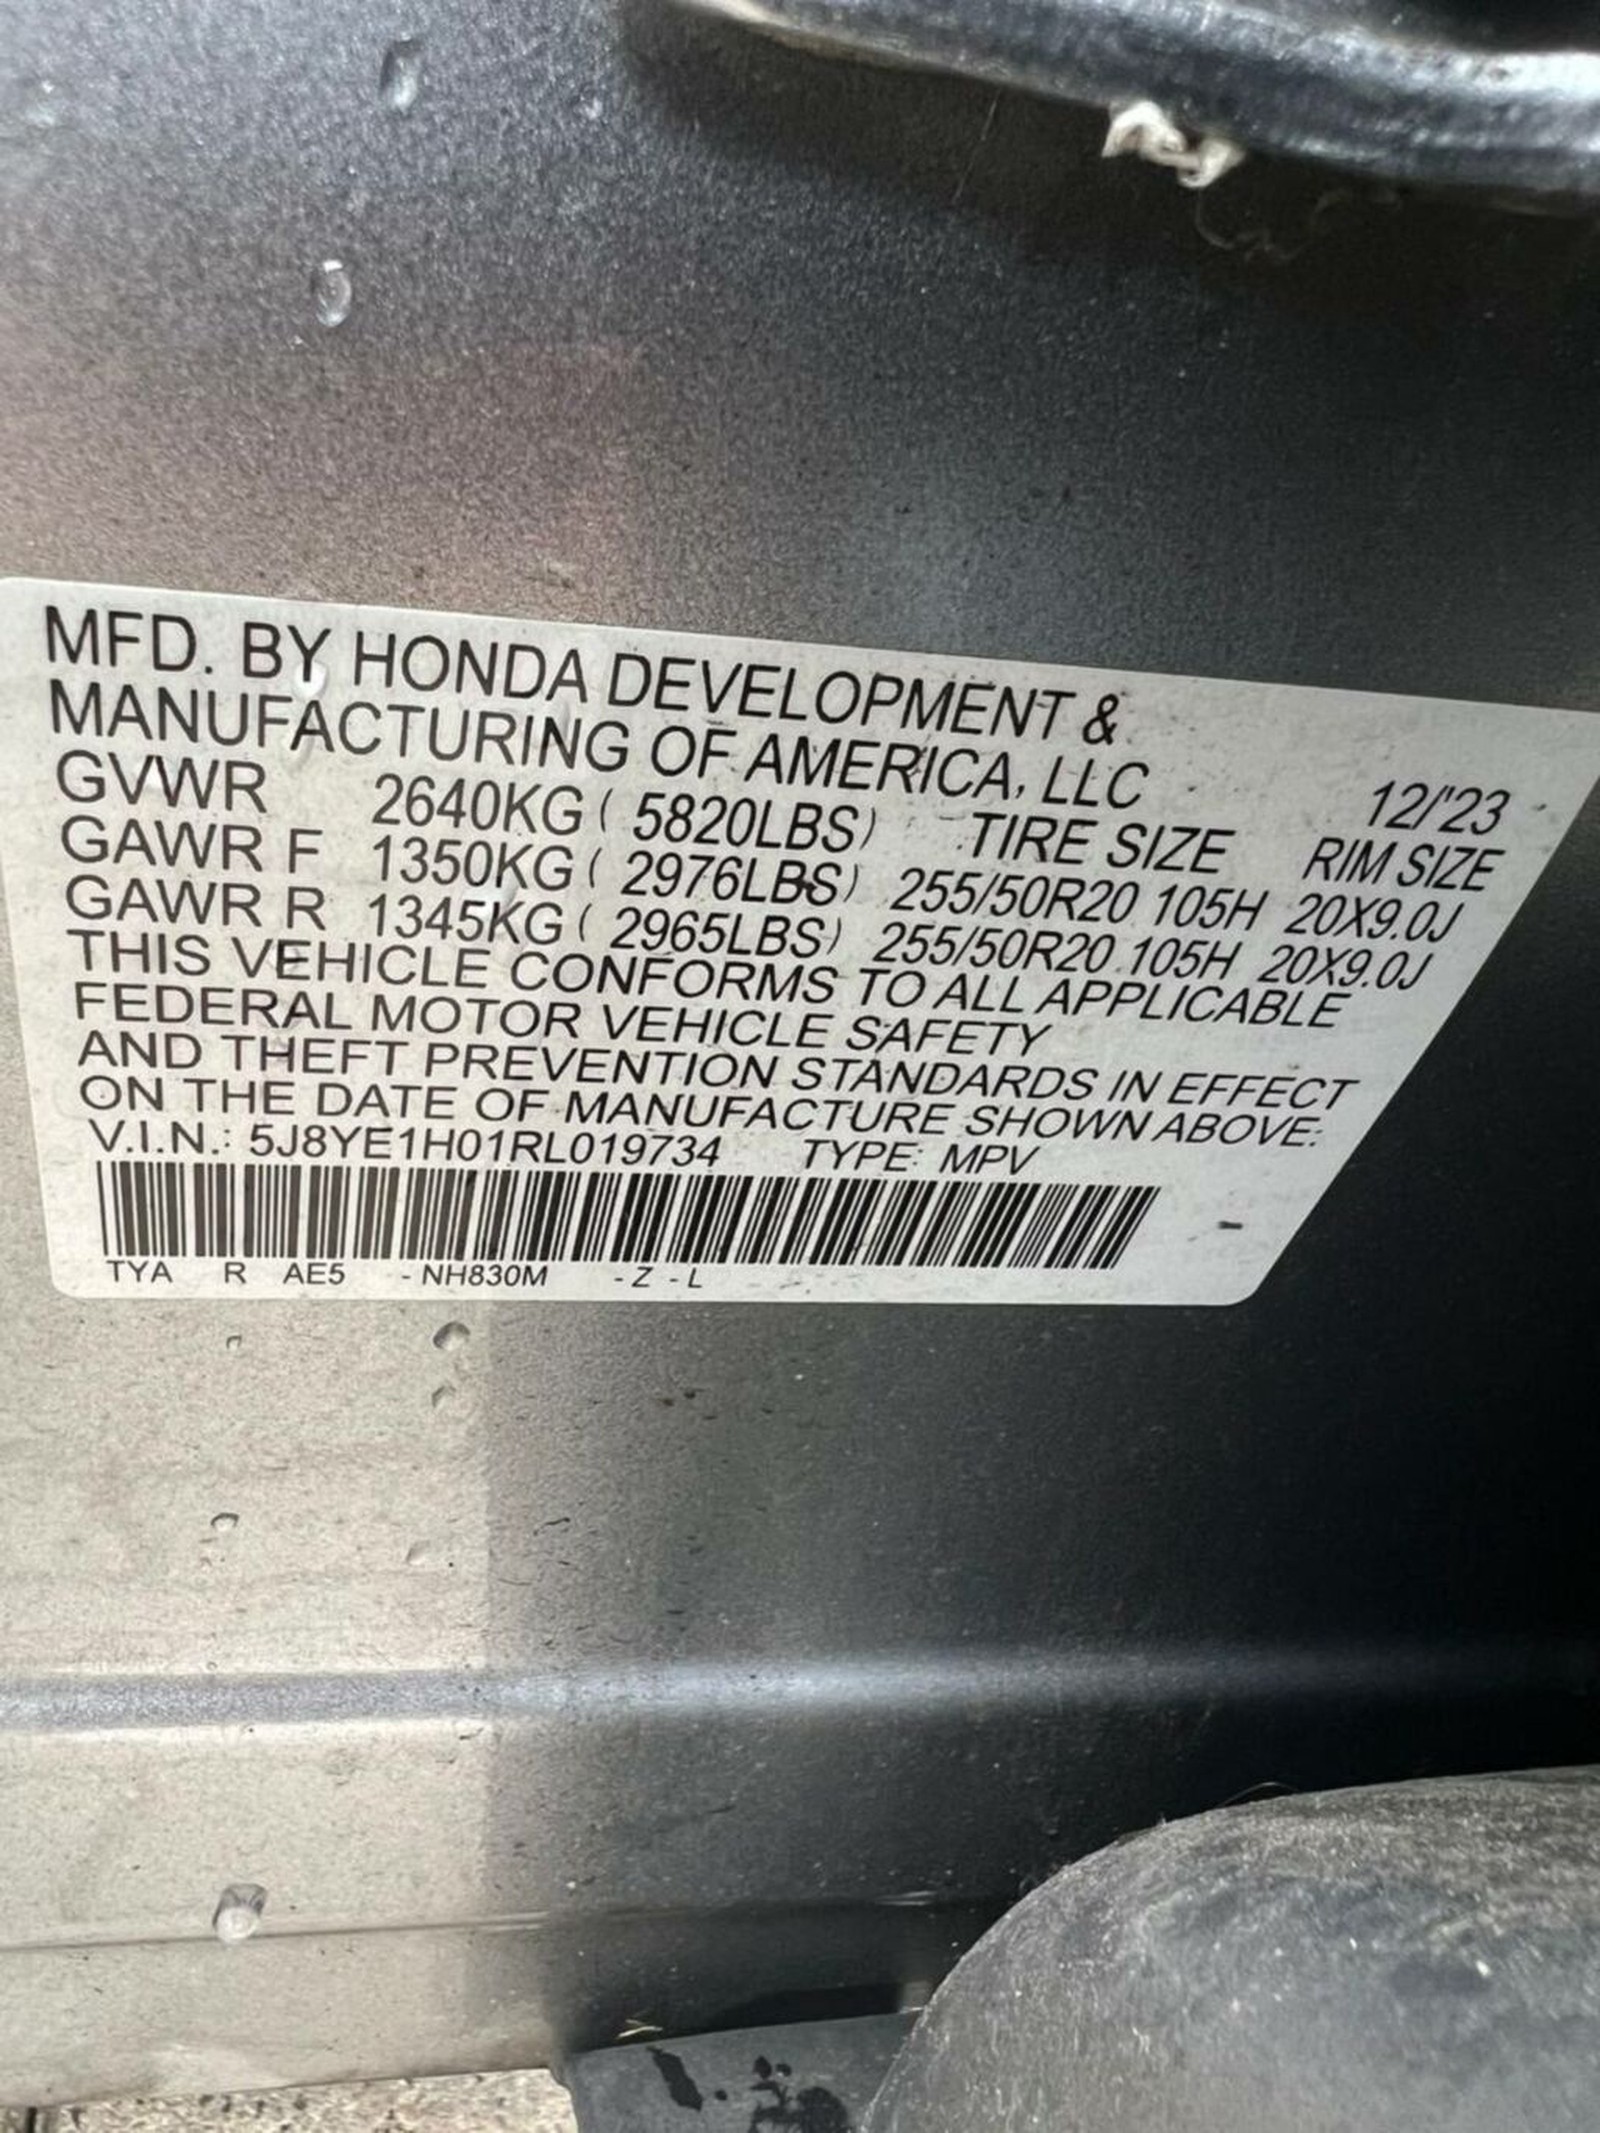 MFD. BY HONDA DEVELOPMENT &
MANUFACTURING OF AMERICA, LLC 12/'23
GVWR 2640KG ( 5820LBS) TIRE SIZE RIM SIZE
GAWR F 1350KG ( 2976LBS) 255/50R20 105H 20X9.0J
GAWR R 1345KG ( 2965LBS) 255/50R20 105H 20X9.0J
THIS VEHICLE CONFORMS TO ALL APPLICABLE
FEDERAL MOTOR VEHICLE SAFETY
AND THEFT PREVENTION STANDARDS IN EFFECT
ON THE DATE OF MANUFACTURE SHOWN ABOVE.
V.I.N.: 5J8YE1H01RL019734 TYPE: MPV
TYA R AE5 - NH830M - Z - L